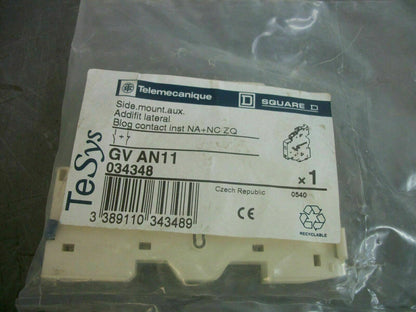 Telemecanique
SQUARE D
Side.mount.aux.
Addifit lateral
Blog contact inst NA+NC ZQ
GV AN11
034348
x 1
Czech Republic
0540
TeSys
3 389110 343489
CE
RECYCLABLE